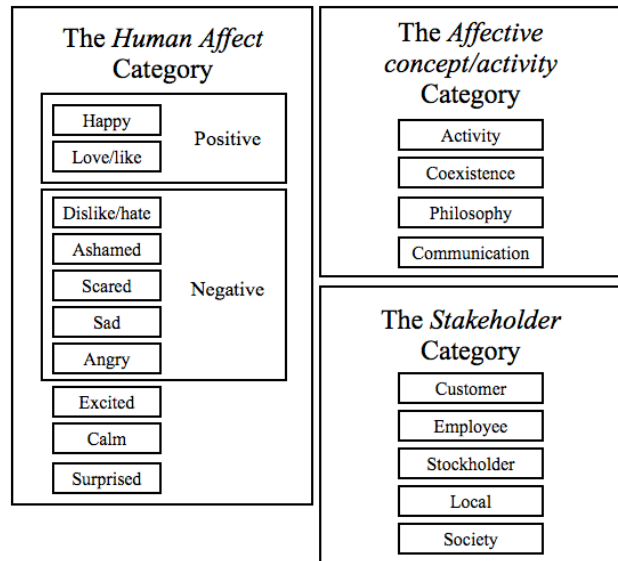 The Human Affect
Category
Happy
Love/like
Positive
Dislike/hate
Ashamed
Scared
Sad
Angry
Negative
Excited
Calm
Surprised
The Affective
concept/activity
Category
Activity
Coexistence
Philosophy
Communication
The Stakeholder
Category
Customer
Employee
Stockholder
Local
Society